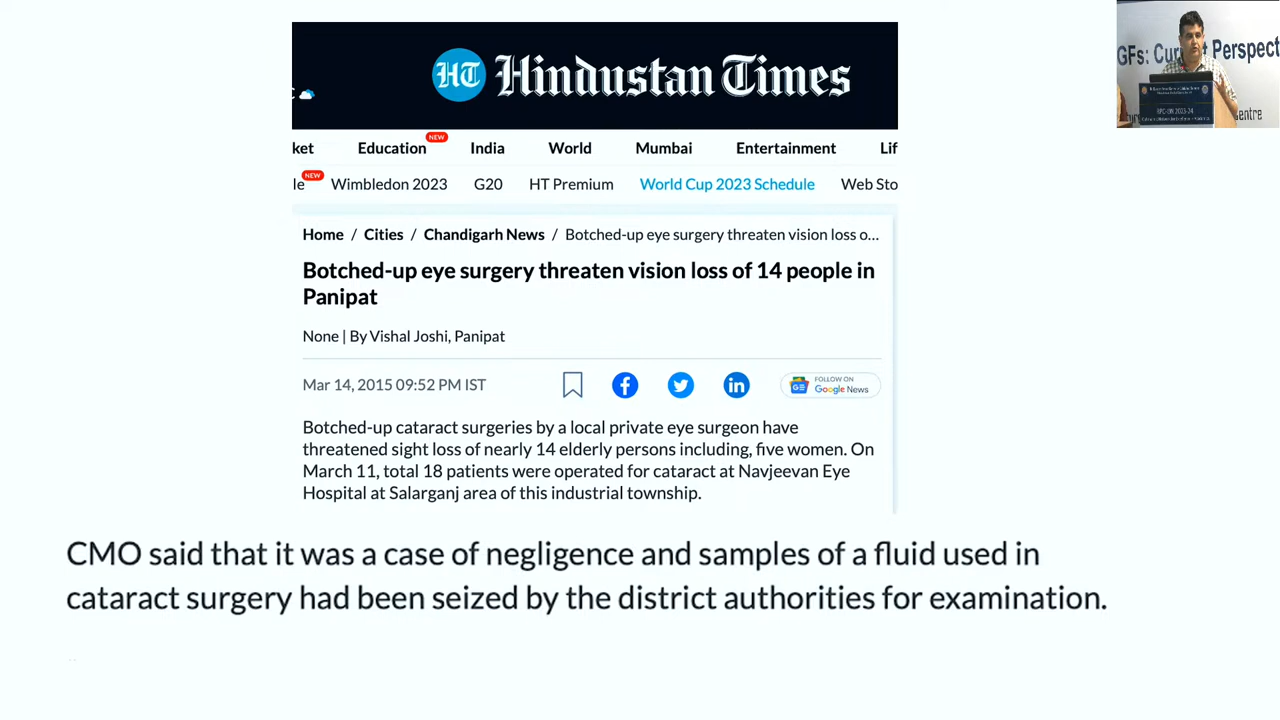 HT Hindustan Times
GFs: Current Perspect
ket Education NEW India World Mumbai Entertainment Lif
le NEW Wimbledon 2023 G20 HT Premium World Cup 2023 Schedule Web Sto
Home / Cities / Chandigarh News / Botched-up eye surgery threaten vision loss o...
Botched-up eye surgery threaten vision loss of 14 people in
Panipat
None | By Vishal Joshi, Panipat
Mar 14, 2015 09:52 PM IST
FOLLOW ON
Google News
Botched-up cataract surgeries by a local private eye surgeon have
threatened sight loss of nearly 14 elderly persons including, five women. On
March 11, total 18 patients were operated for cataract at Navjeevan Eye
Hospital at Salarganj area of this industrial township.
CMO said that it was a case of negligence and samples of a fluid used in
cataract surgery had been seized by the district authorities for examination.